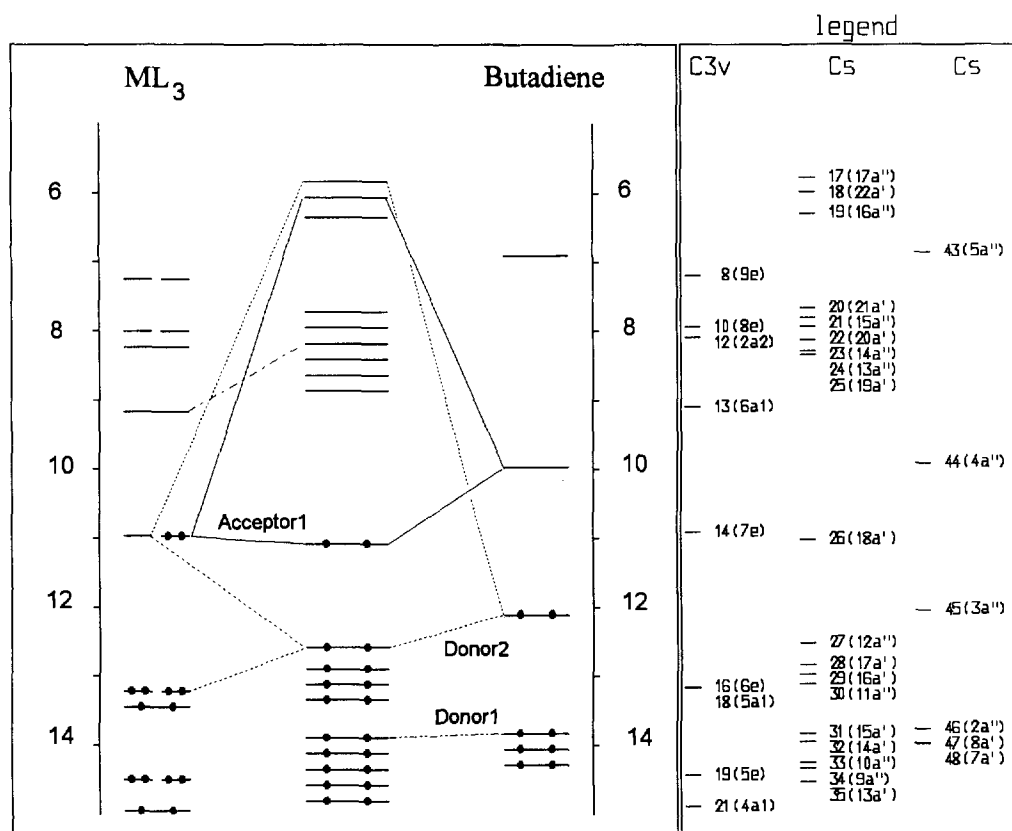 legend
ML3 Butadiene
C3v Cs Cs
6 6
8 8
10 10
12 12
14 14
Acceptor1
Donor2
Donor1
8(9e)
10(8e)
12(2a2)
13(6a1)
14(7e)
16(6e)
18(5a1)
19(5e)
21(4a1)
17(17a'')
18(22a')
19(16a'')
20(21a')
21(15a'')
22(20a')
23(14a'')
24(13a'')
25(19a')
26(18a')
27(12a'')
28(17a')
29(16a')
30(11a'')
31(15a')
32(14a')
33(10a'')
34(9a'')
35(13a')
43(5a'')
44(4a'')
45(3a'')
46(2a'')
47(8a')
48(7a')